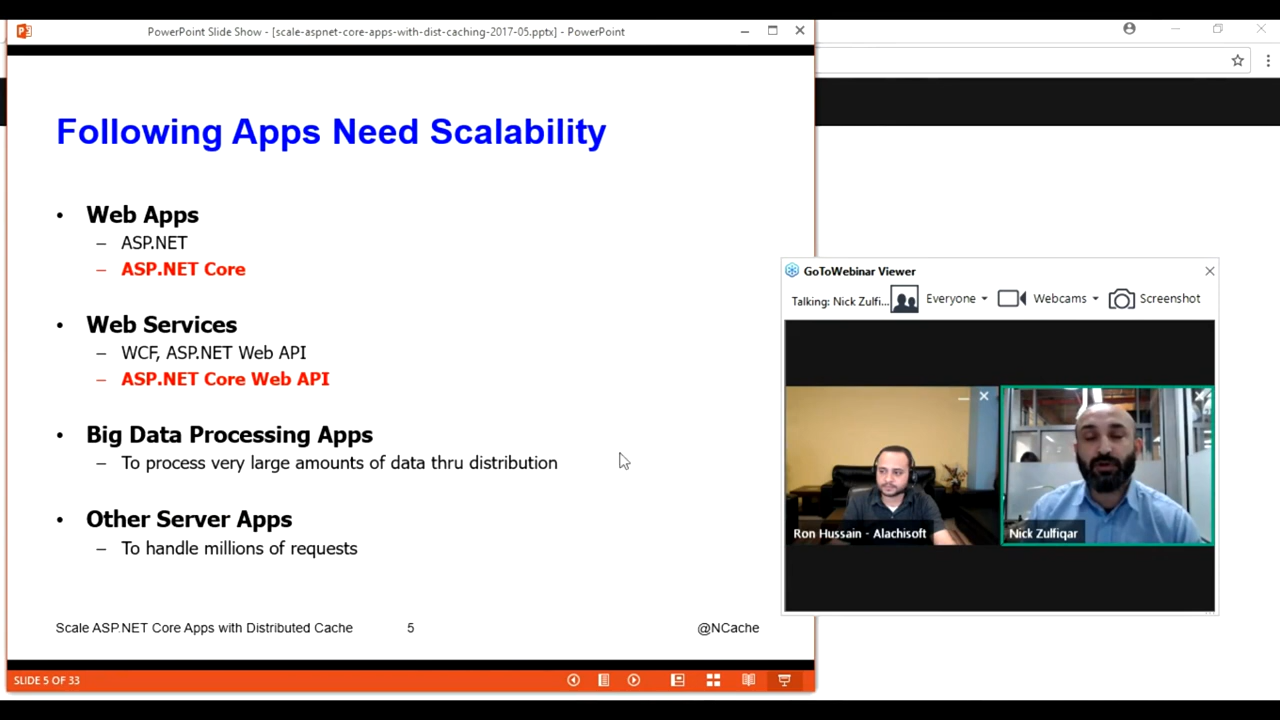 PowerPoint Slide Show - [scale-aspnet-core-apps-with-dist-caching-2017-05.pptx] - PowerPoint
Following Apps Need Scalability
• Web Apps
– ASP.NET
– ASP.NET Core
• Web Services
– WCF, ASP.NET Web API
– ASP.NET Core Web API
• Big Data Processing Apps
– To process very large amounts of data thru distribution
• Other Server Apps
– To handle millions of requests
Scale ASP.NET Core Apps with Distributed Cache 5 @NCache
SLIDE 5 OF 33
GoToWebinar Viewer
Talking: Nick Zulfi... Everyone Webcams Screenshot
Ron Hussain - Alachisoft
Nick Zulfiqar